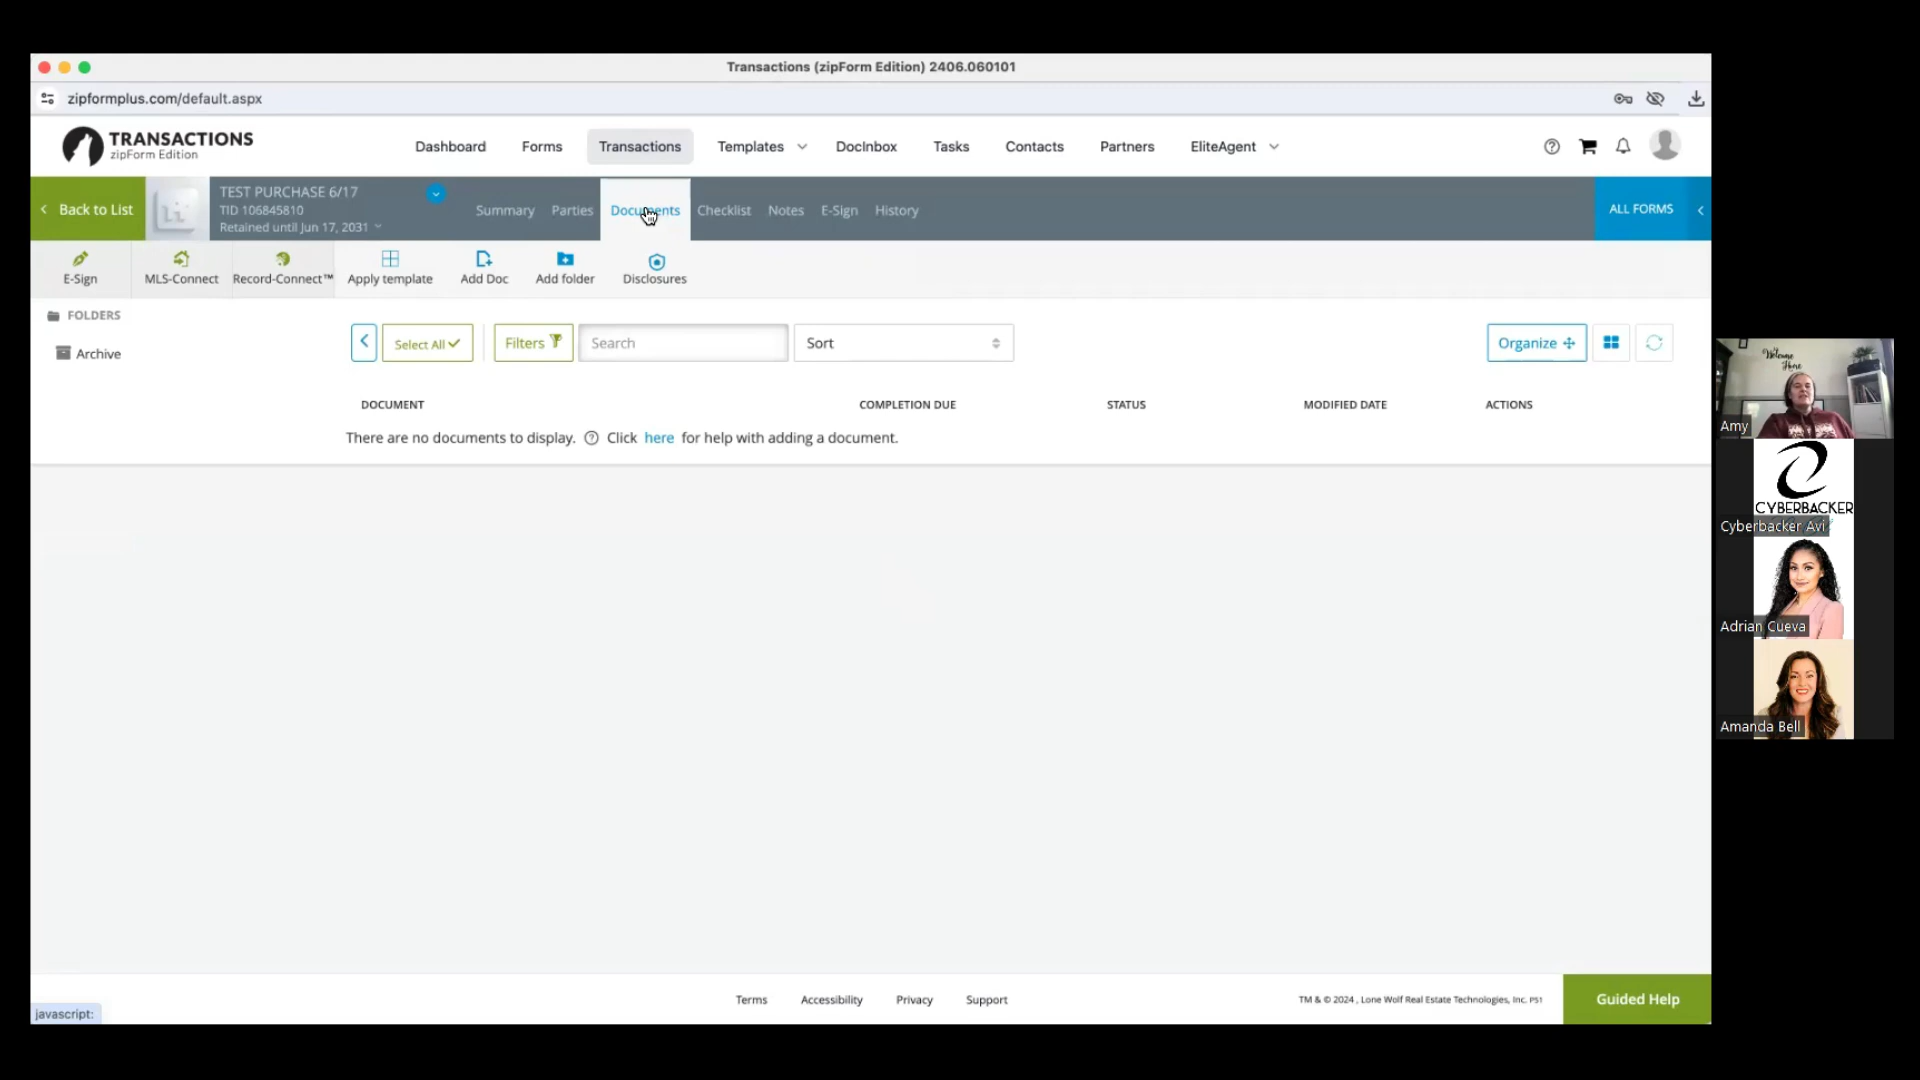 Transactions (zipForm Edition) 2406.060101
zipformplus.com/default.aspx
TRANSACTIONS
zipForm Edition
Dashboard
Forms
Transactions
Templates
DocInbox
Tasks
Contacts
Partners
EliteAgent
Back to List
TEST PURCHASE 6/17
TID 106845810
Retained until Jun 17, 2031
Summary
Parties
Documents
Checklist
Notes
E-Sign
History
ALL FORMS
E-Sign
MLS-Connect
Record-Connect™
Apply template
Add Doc
Add folder
Disclosures
FOLDERS
Archive
Select All
Filters
Search
Sort
Organize
DOCUMENT
COMPLETION DUE
STATUS
MODIFIED DATE
ACTIONS
There are no documents to display. Click here for help with adding a document.
Welcome
Home
Amy
CYBERBACKER
Cyberbacker Avi
Adrian Cueva
Amanda Bell
Terms
Accessibility
Privacy
Support
TM & © 2024 , Lone Wolf Real Estate Technologies, Inc. PS1
Guided Help
javascript: